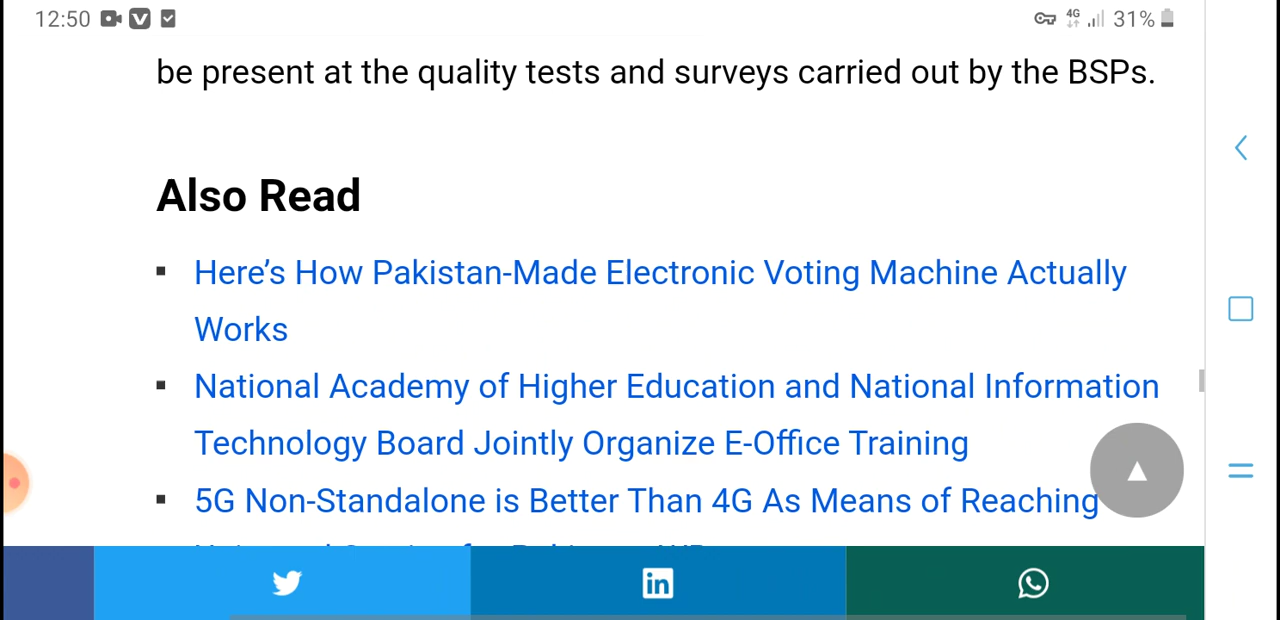 12:50
4G
31%
be present at the quality tests and surveys carried out by the BSPs.
Also Read
Here’s How Pakistan-Made Electronic Voting Machine Actually
Works
National Academy of Higher Education and National Information
Technology Board Jointly Organize E-Office Training
5G Non-Standalone is Better Than 4G As Means of Reaching
in